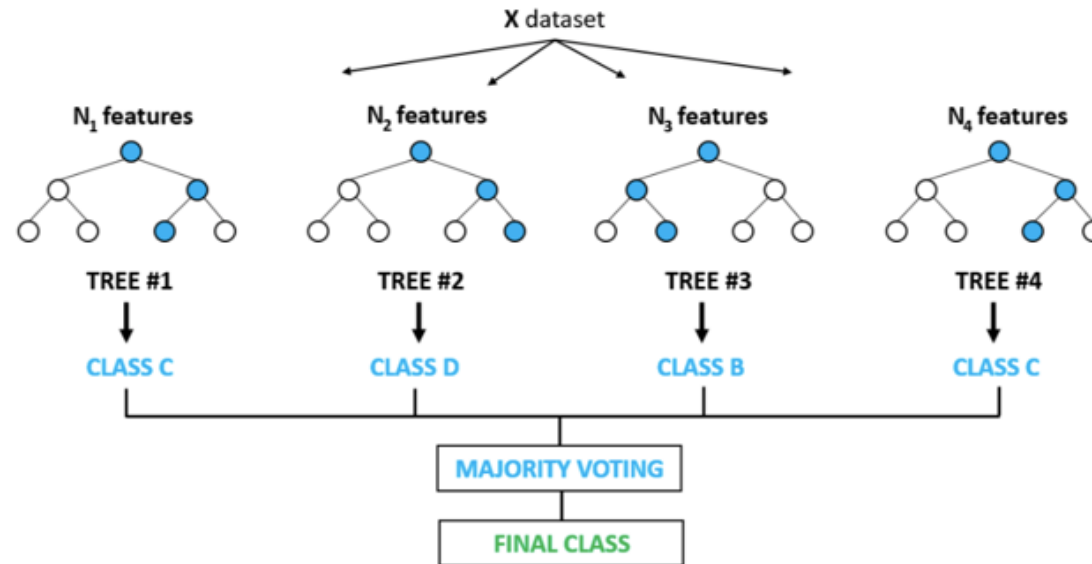 X dataset
N₁ features
N₂ features
N₃ features
N₄ features
TREE #1
TREE #2
TREE #3
TREE #4
CLASS C
CLASS D
CLASS B
CLASS C
MAJORITY VOTING
FINAL CLASS